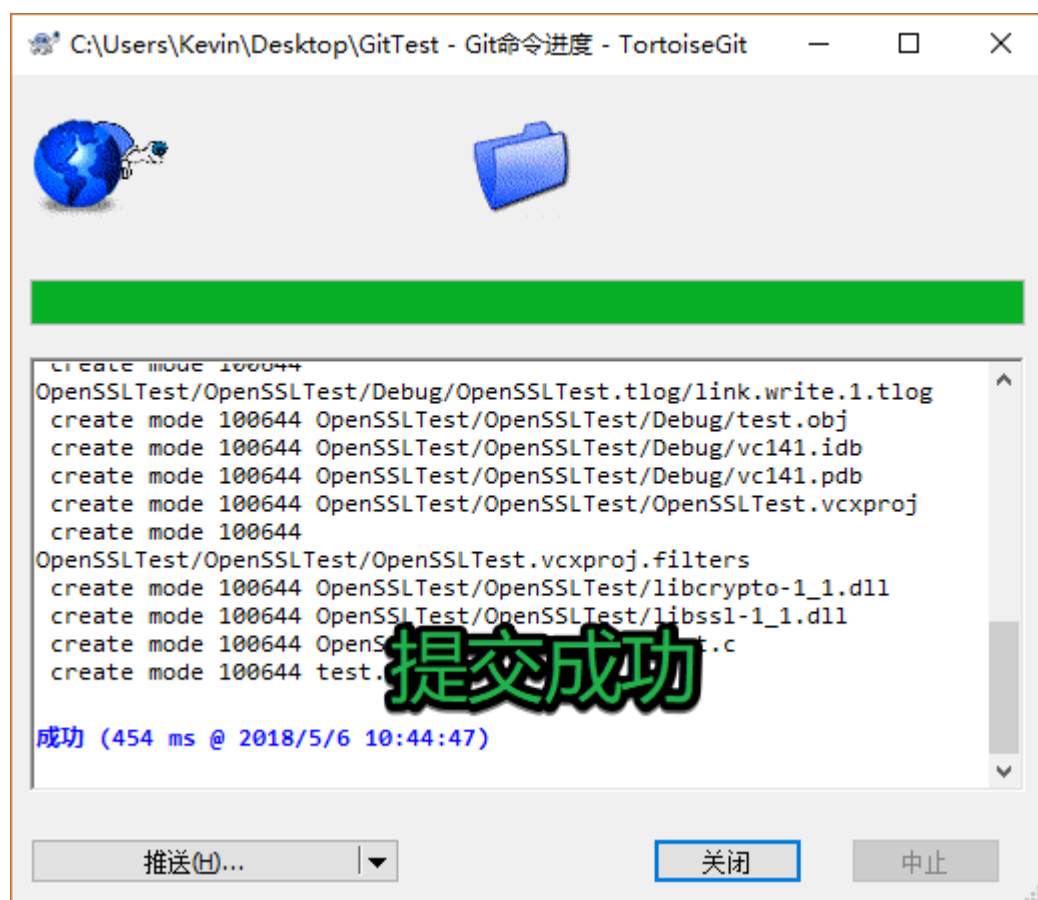 C:\Users\Kevin\Desktop\GitTest - Git命令进度 - TortoiseGit
OpenSSLTest/OpenSSLTest/Debug/OpenSSLTest.tlog/link.write.1.tlog
create mode 100644 OpenSSLTest/OpenSSLTest/Debug/test.obj
create mode 100644 OpenSSLTest/OpenSSLTest/Debug/vc141.idb
create mode 100644 OpenSSLTest/OpenSSLTest/Debug/vc141.pdb
create mode 100644 OpenSSLTest/OpenSSLTest/OpenSSLTest.vcxproj
create mode 100644
OpenSSLTest/OpenSSLTest/OpenSSLTest.vcxproj.filters
create mode 100644 OpenSSLTest/OpenSSLTest/libcrypto-1_1.dll
create mode 100644 OpenSSLTest/OpenSSLTest/libssl-1_1.dll
create mode 100644
create mode 100644
提交成功
成功 (454 ms @ 2018/5/6 10:44:47)
推送(H)...
关闭
中止